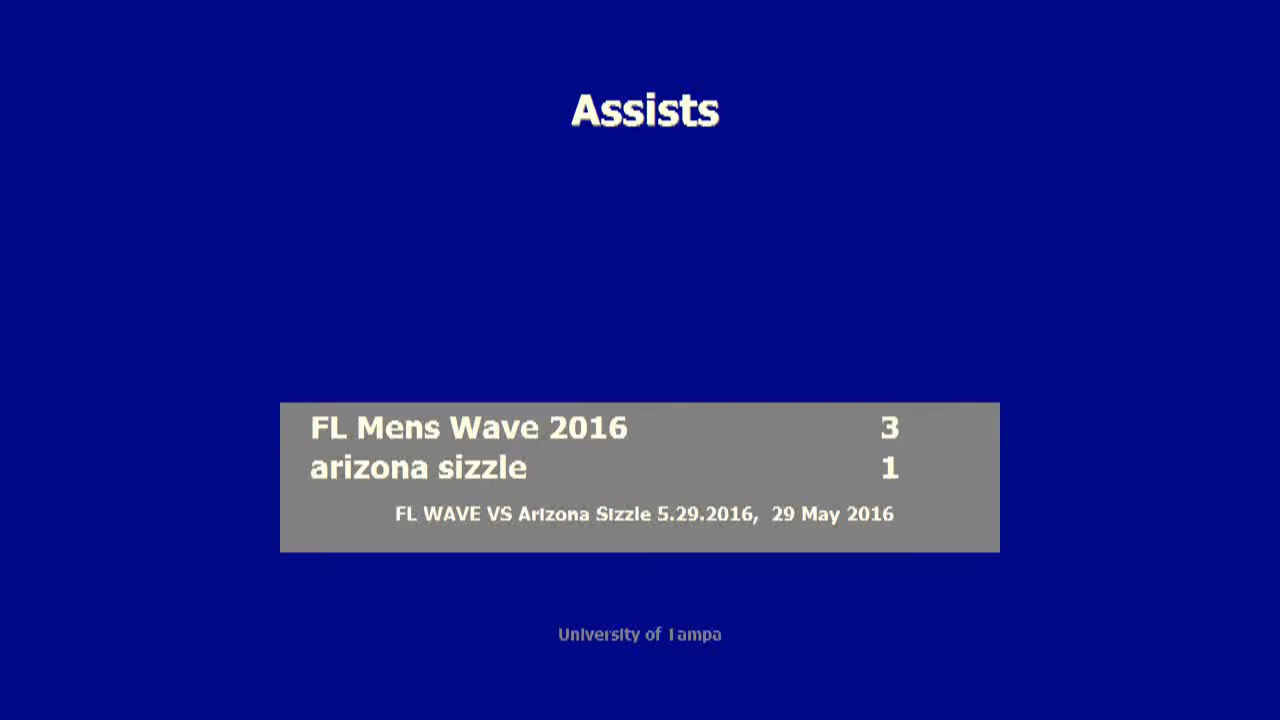 Assists
FL Mens Wave 2016 3
arizona sizzle 1
FL WAVE VS Arizona Sizzle 5.29.2016, 29 May 2016
University of Tampa